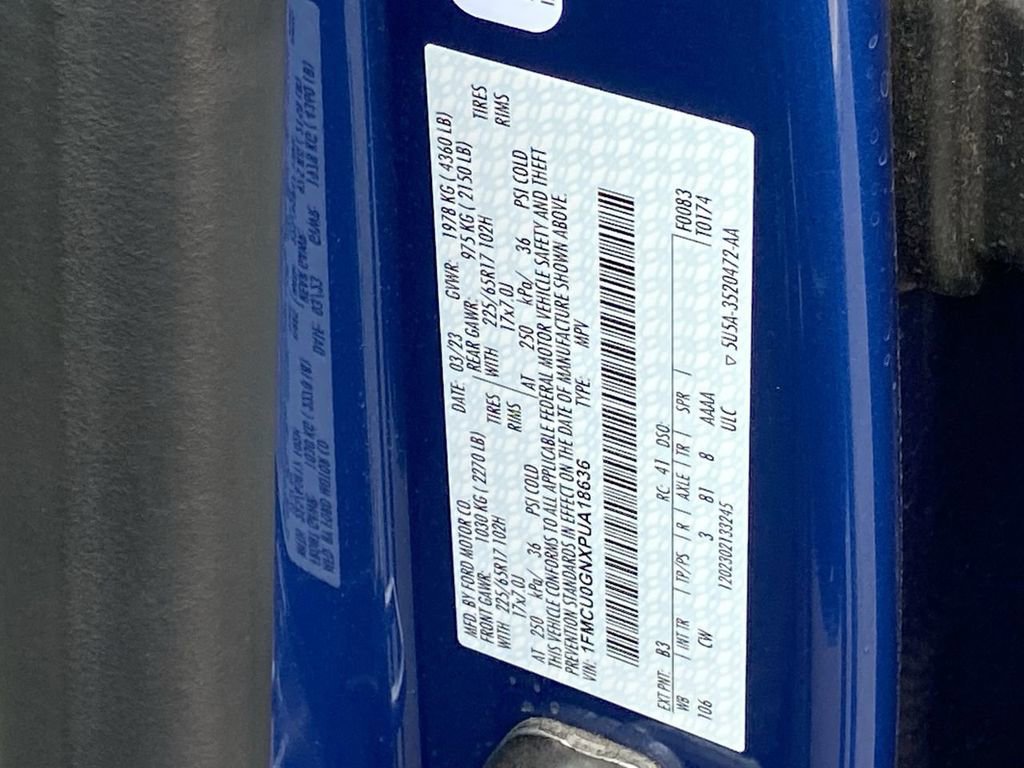 MFD. BY FORD MOTOR CO.
DATE: 03/23 GVWR: 1978 KG ( 4360 LB)
FRONT GAWR: 1030 KG ( 2270 LB) REAR GAWR: 975 KG ( 2150 LB)
WITH 225/65R17 102H TIRES WITH 225/65R17 102H TIRES
17x7.0J RIMS 17x7.0J RIMS
AT 250 kPa/ 36 PSI COLD AT 250 kPa/ 36 PSI COLD
THIS VEHICLE CONFORMS TO ALL APPLICABLE FEDERAL MOTOR VEHICLE SAFETY AND THEFT
PREVENTION STANDARDS IN EFFECT ON THE DATE OF MANUFACTURE SHOWN ABOVE.
VIN: 1FMCU0GNXPUA18636 TYPE: MPV
EXT PNT: B3 RC: 41 DSO: F0083
WB | INT TR | TP/PS | R | AXLE | TR | SPR | T0174
106 CW 3 B1 8 AAAA
1202302133245 ULC ▽ 5U5A-3520472-AA